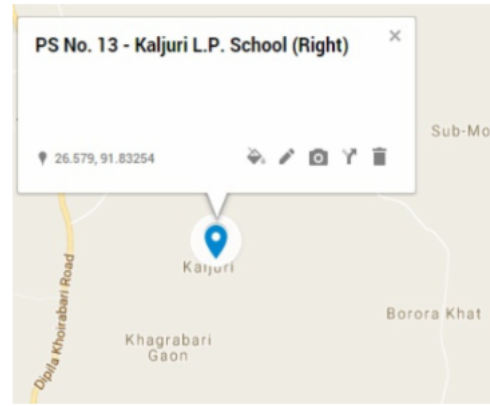 PS No. 13 - Kaljuri L.P. School (Right)
Sub-Mo
26.579, 91.83254
Kaljuri
Dipila Khoirabari Road
Borora Khat
Khagrabari
Gaon